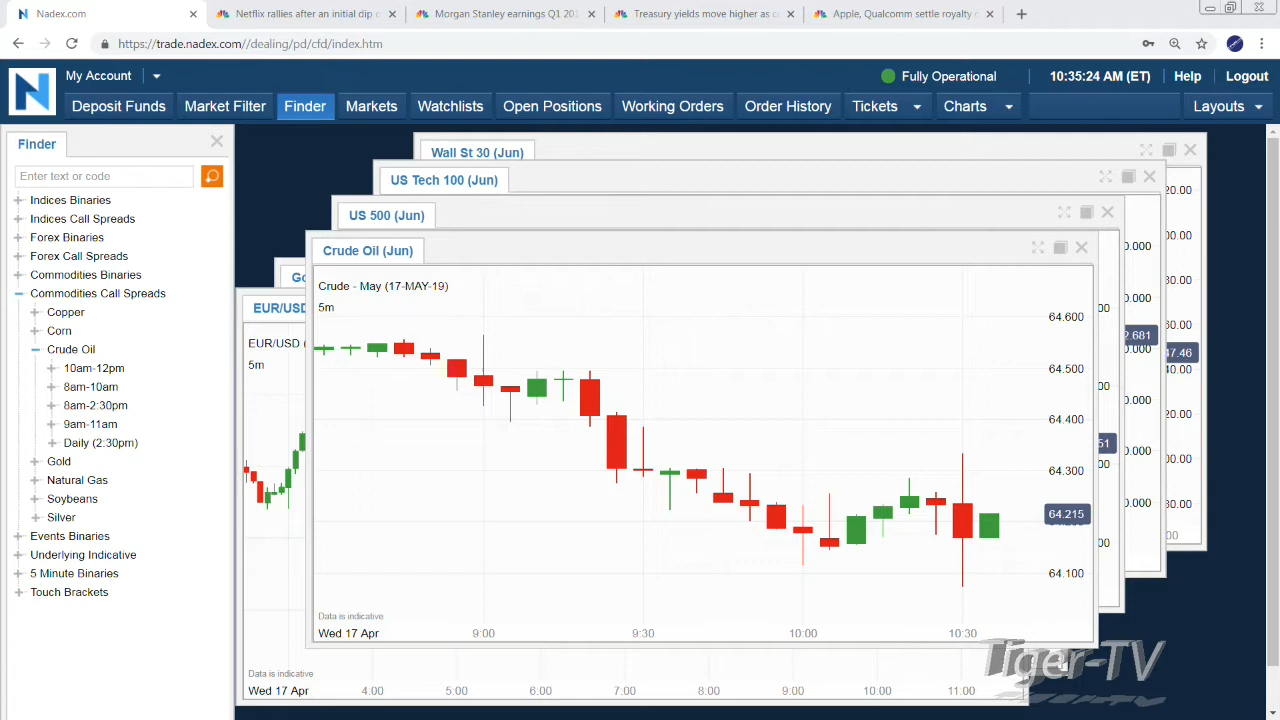 Nadex.com
Netflix rallies after an initial dip o
Morgan Stanley earnings Q1 201
Treasury yields move higher as c
Apple, Qualcomm settle royalty
https://trade.nadex.com//dealing/pd/cfd/index.htm
My Account
Fully Operational
10:35:24 AM (ET)
Help
Logout
Deposit Funds
Market Filter
Finder
Markets
Watchlists
Open Positions
Working Orders
Order History
Tickets
Charts
Layouts
Finder
Enter text or code
Indices Binaries
Indices Call Spreads
Forex Binaries
Forex Call Spreads
Commodities Binaries
Commodities Call Spreads
Copper
Corn
Crude Oil
10am-12pm
8am-10am
8am-2:30pm
9am-11am
Daily (2:30pm)
Gold
Natural Gas
Soybeans
Silver
Events Binaries
Underlying Indicative
5 Minute Binaries
Touch Brackets
Wall St 30 (Jun)
US Tech 100 (Jun)
US 500 (Jun)
Crude Oil (Jun)
Go
EUR/USD
EUR/USD (
5m
Crude - May (17-MAY-19)
5m
64.600
64.500
64.400
64.300
64.215
64.100
Data is indicative
Wed 17 Apr
9:00
9:30
10:00
10:30
Data is indicative
Wed 17 Apr
4:00
5:00
6:00
7:00
8:00
9:00
10:00
11:00
Tiger-TV